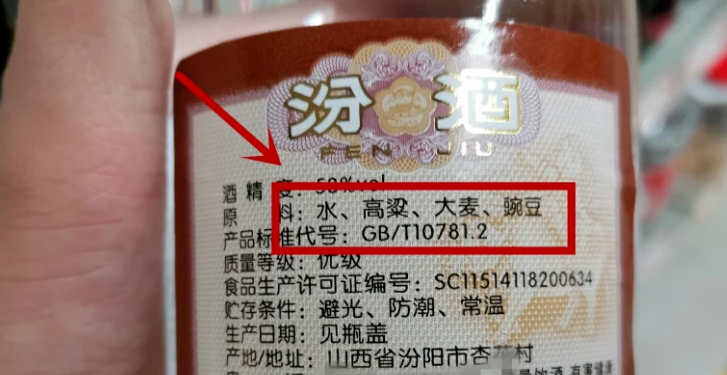 汾酒
FEN JIU
酒精度：53%vol
原料：水、高粱、大麦、豌豆
产品标准代号：GB/T10781.2
质量等级：优级
食品生产许可证编号：SC11514118200634
贮存条件：避光、防潮、常温
生产日期：见瓶盖
产地/地址：山西省汾阳市杏花村